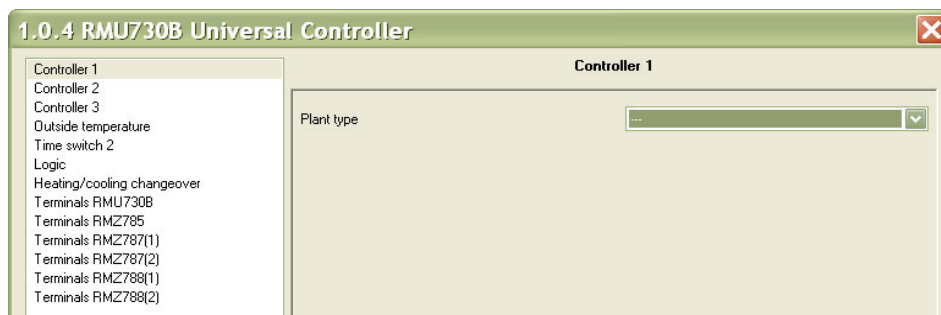 1.0.4 RMU730B Universal Controller
Controller 1
Controller 2
Controller 3
Outside temperature
Time switch 2
Logic
Heating/cooling changeover
Terminals RMU730B
Terminals RMZ785
Terminals RMZ787(1)
Terminals RMZ787(2)
Terminals RMZ788(1)
Terminals RMZ788(2)
Controller 1
Plant type
---